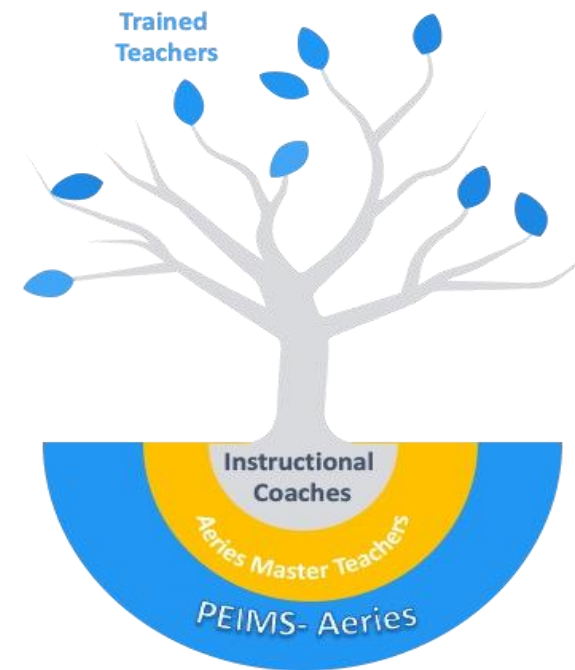 Trained
Teachers
Instructional
Coaches
Aeries Master Teachers
PEIMS- Aeries